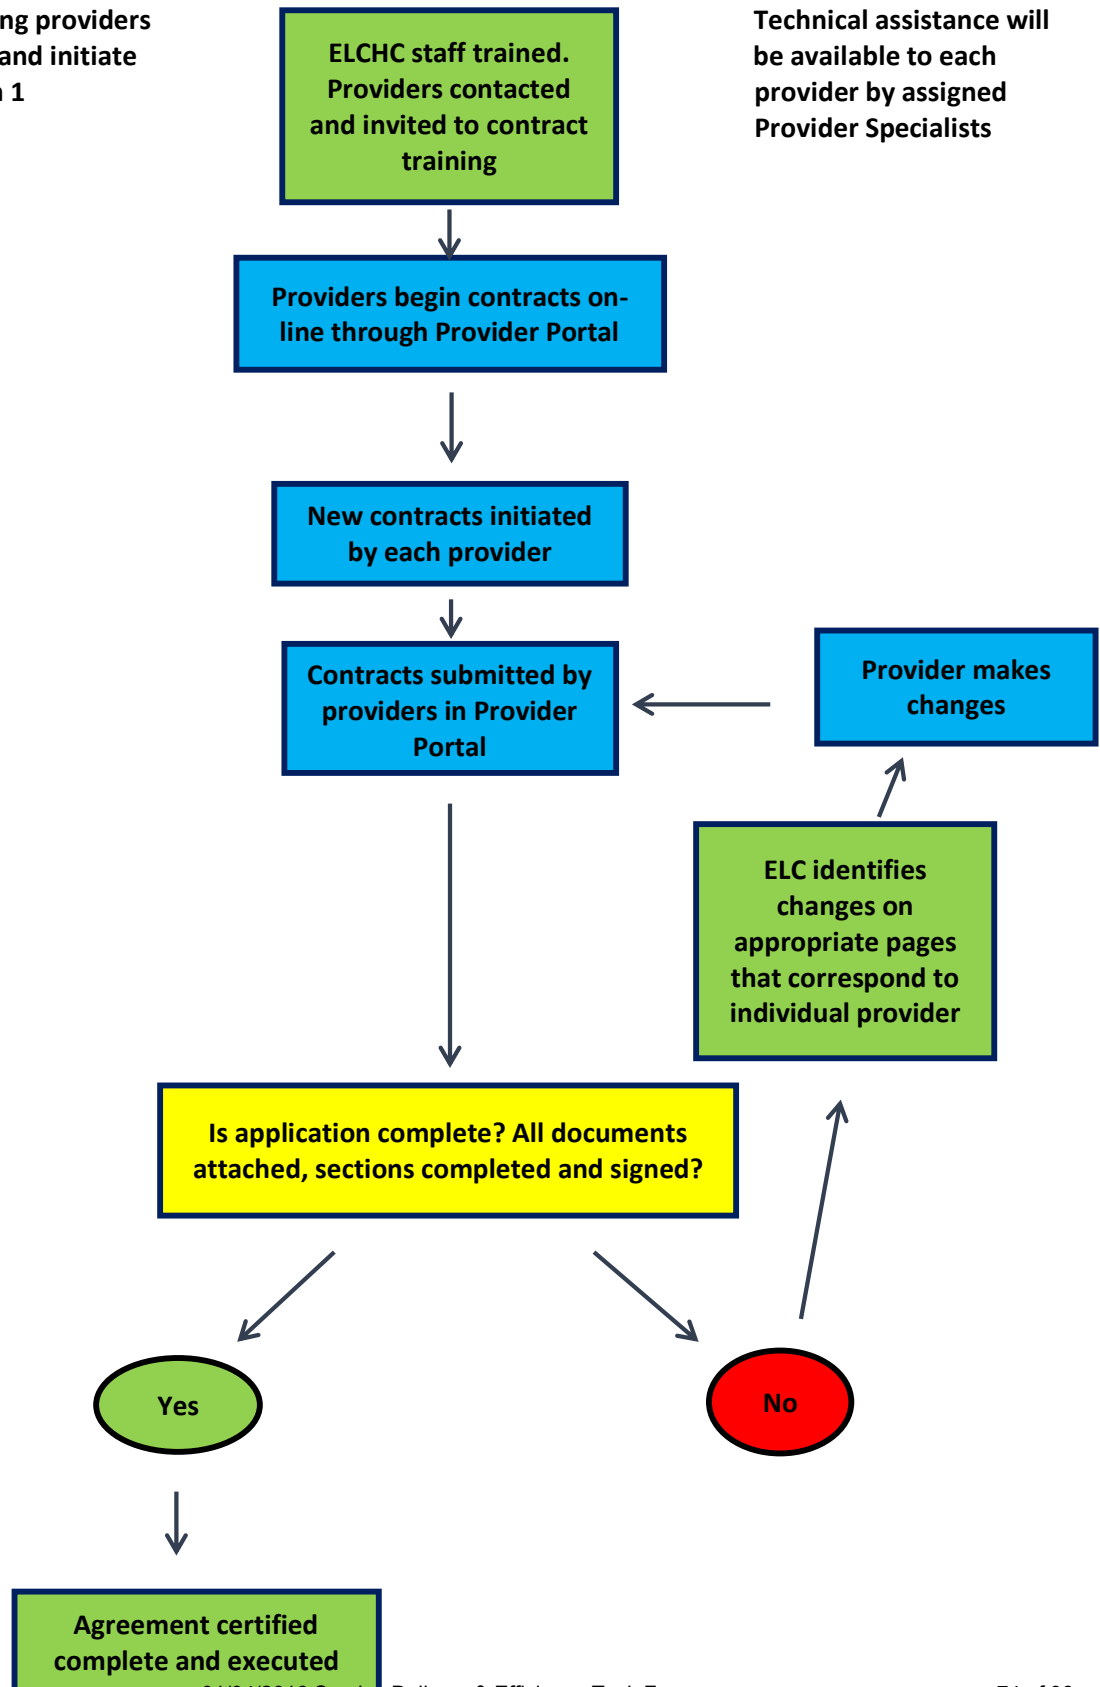 ng providers
and initiate
1
ELCHC staff trained.
Providers contacted
and invited to contract
training
Technical assistance will
be available to each
provider by assigned
Provider Specialists
Providers begin contracts on-
line through Provider Portal
New contracts initiated
by each provider
Contracts submitted by
providers in Provider
Portal
Provider makes
changes
ELC identifies
changes on
appropriate pages
that correspond to
individual provider
Is application complete? All documents
attached, sections completed and signed?
Yes
No
Agreement certified
complete and executed